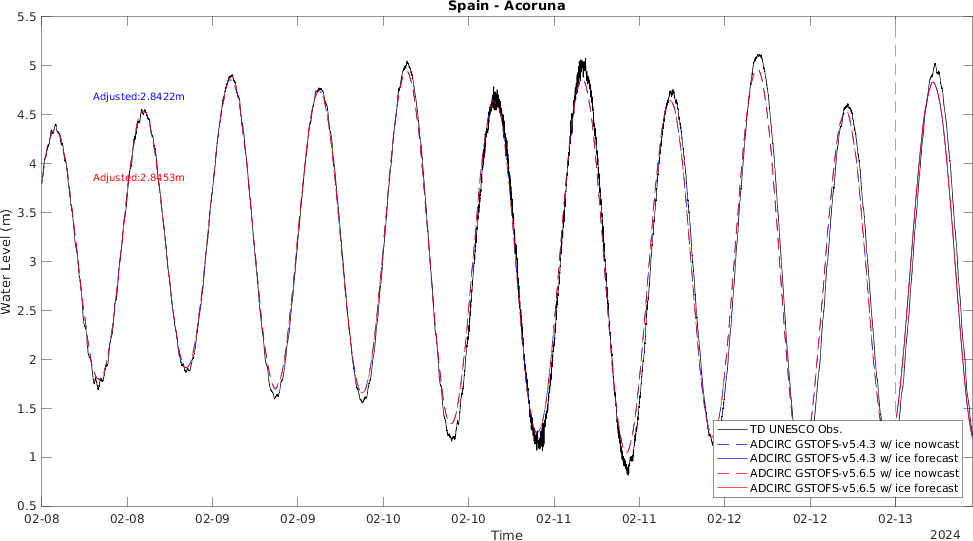 Spain - Acoruna
5.5
5
4.5
4
3.5
3
2.5
2
1.5
1
0.5
Water Level (m)
Adjusted:2.8422m
Adjusted:2.8453m
TD UNESCO Obs.
ADCIRC GSTOFS-v5.4.3 w/ ice nowcast
ADCIRC GSTOFS-v5.4.3 w/ ice forecast
ADCIRC GSTOFS-v5.6.5 w/ ice nowcast
ADCIRC GSTOFS-v5.6.5 w/ ice forecast
02-08 02-08 02-09 02-09 02-10 02-10 02-11 02-11 02-12 02-12 02-13
Time
2024